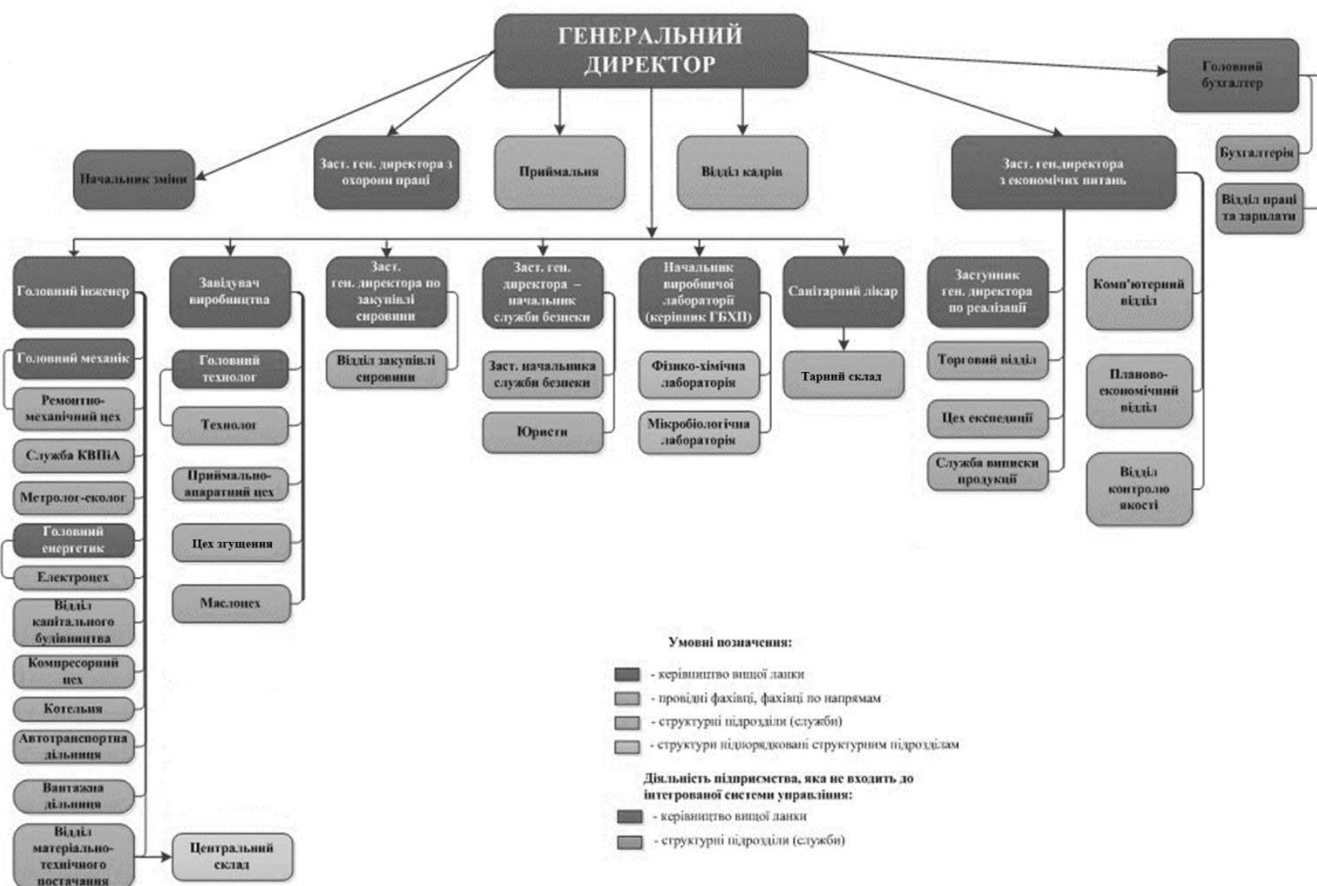 ГЕНЕРАЛЬНИЙ
ДИРЕКТОР
Головний
бухгалтер
Бухгалтерія
Відділ праці
та зарплати
Начальник зміни
Заст. ген. директора з
охорони праці
Приймальня
Відділ кадрів
Заст. ген.директора
з економічих питань
Головний інженер
Головний механік
Ремонтно-
механічний цех
Служба КВПіА
Метролог-еколог
Головний
енергетик
Електроцех
Відділ
капітального
будівництва
Компресорний
цех
Котельня
Автотранспортна
дільниця
Вантажна
дільниця
Відділ
матеріально-
технічного
постачання
Центральний
склад
Завідувач
виробництва
Головний
технолог
Технолог
Приймально-
апаратний цех
Цех згущення
Маслоцех
Заст.
ген. директора по
закупівлі
сировини
Відділ закупівлі
сировини
Заст. ген.
директора –
начальник
служби безпеки
Заст. начальника
служби безпеки
Юристи
Начальник
виробничої
лабораторії
(керівник ГБХП)
Фізико-хімічна
лабораторія
Мікробіологічна
лабораторія
Санітарний лікар
Тарний склад
Заступник
ген. директора
по реалізації
Торговий відділ
Цех експедиції
Служба виписки
продукції
Комп'ютерний
відділ
Планово-
економічний
відділ
Відділ
контролю
якості
Умовні позначення:
- керівництво вищої ланки
- провідні фахівці, фахівці по напрямам
- структурні підрозділи (служби)
- структури підпорядковані структурним підрозділам
Діяльність підприємства, яка не входить до
інтегрованої системи управління:
- керівництво вищої ланки
- структурні підрозділи (служби)